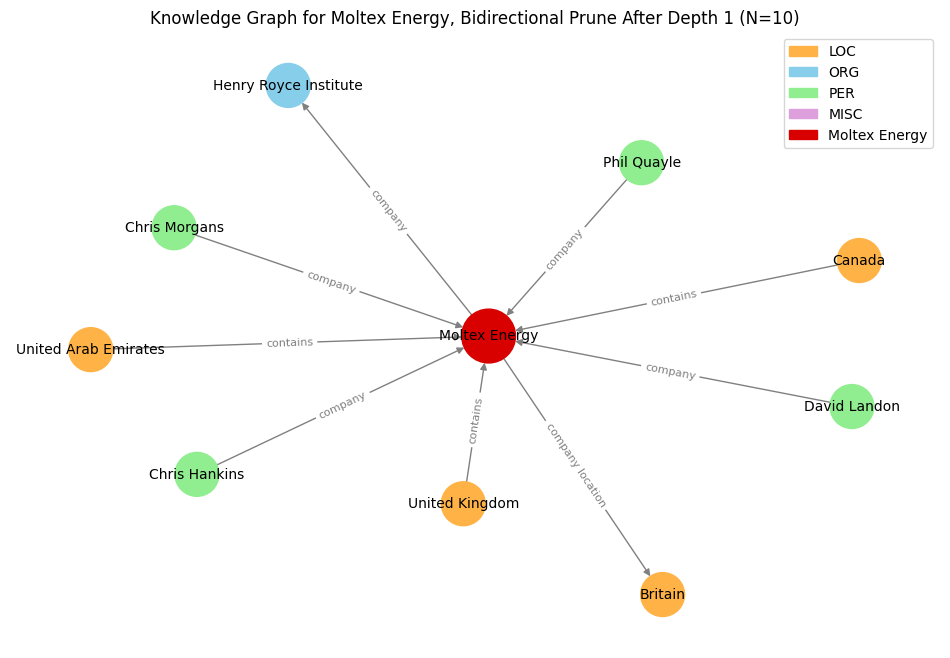 Knowledge Graph for Moltex Energy, Bidirectional Prune After Depth 1 (N=10)
LOC
ORG
PER
MISC
Moltex Energy
Henry Royce Institute
Phil Quayle
company
Chris Morgans
company
company
Canada
contains
company
United Arab Emirates
contains
Moltex Energy
company
David Landon
contains
company location
Chris Hankins
United Kingdom
Britain